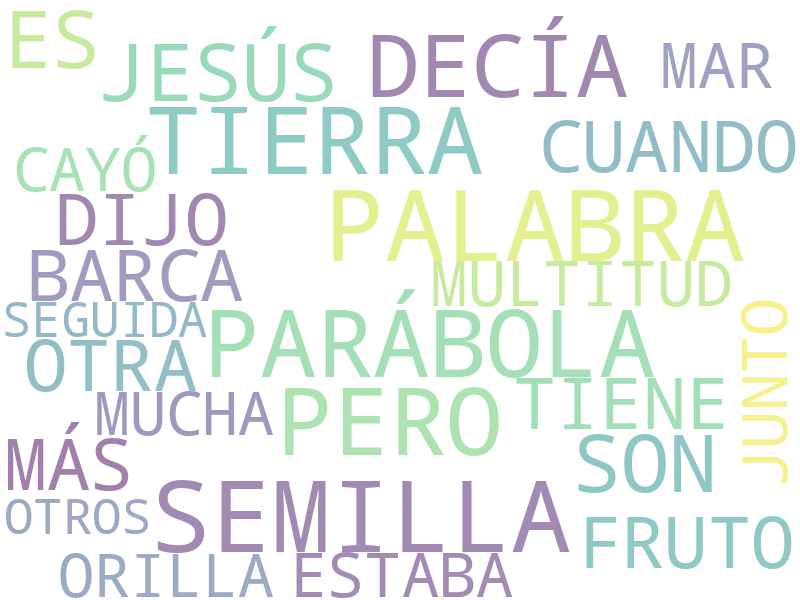 ES
JESÚS
DECÍA
MAR
TIERRA
CUANDO
CAYÓ
DIJO
PALABRA
BARCA
MULTITUD
SEGUIDA
PARÁBOLA
JUNTO
OTRA
MUCHA
PERO
TIENE
MÁS
SON
SEMILLA
OTROS
FRUTO
ORILLA
ESTABA